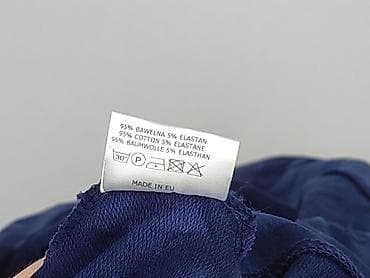 95% BAWEŁNA 5% ELASTAN
95% COTTON 5% ELASTANE
95% BAUMWOLLE 5% ELASTHAN
30° P
MADE IN EU